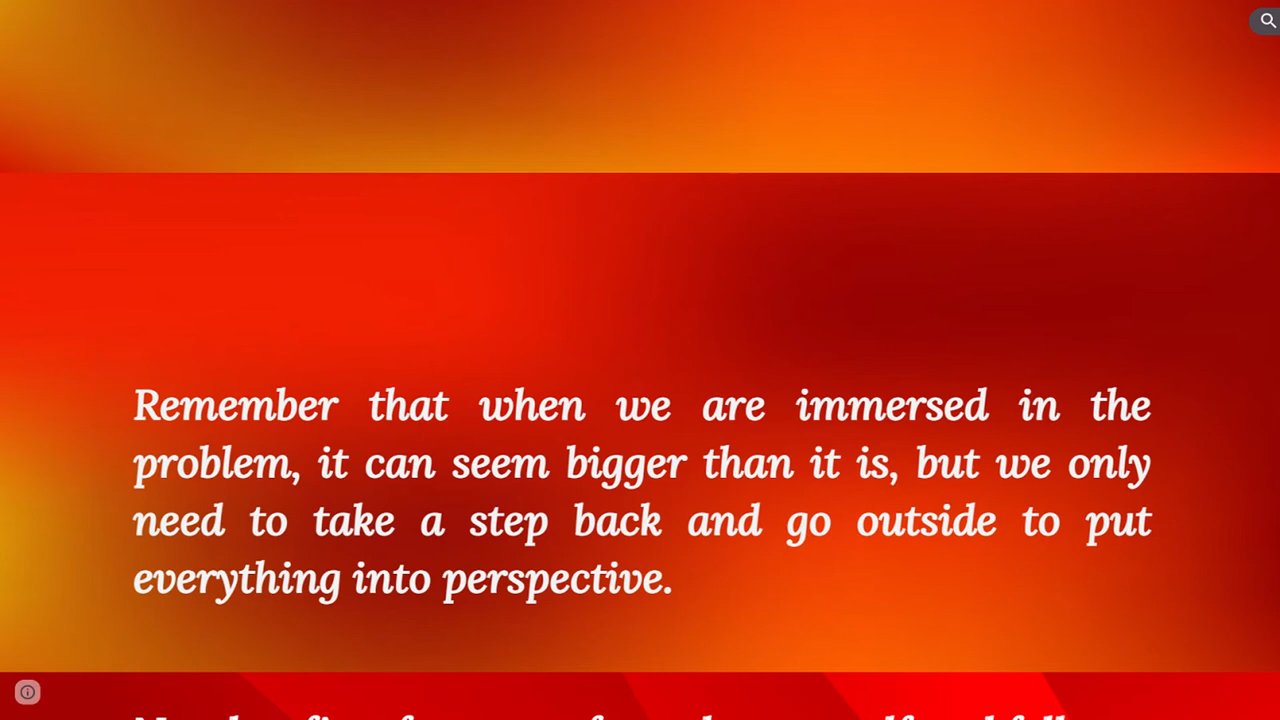 Remember that when we are immersed in the
problem, it can seem bigger than it is, but we only
need to take a step back and go outside to put
everything into perspective.